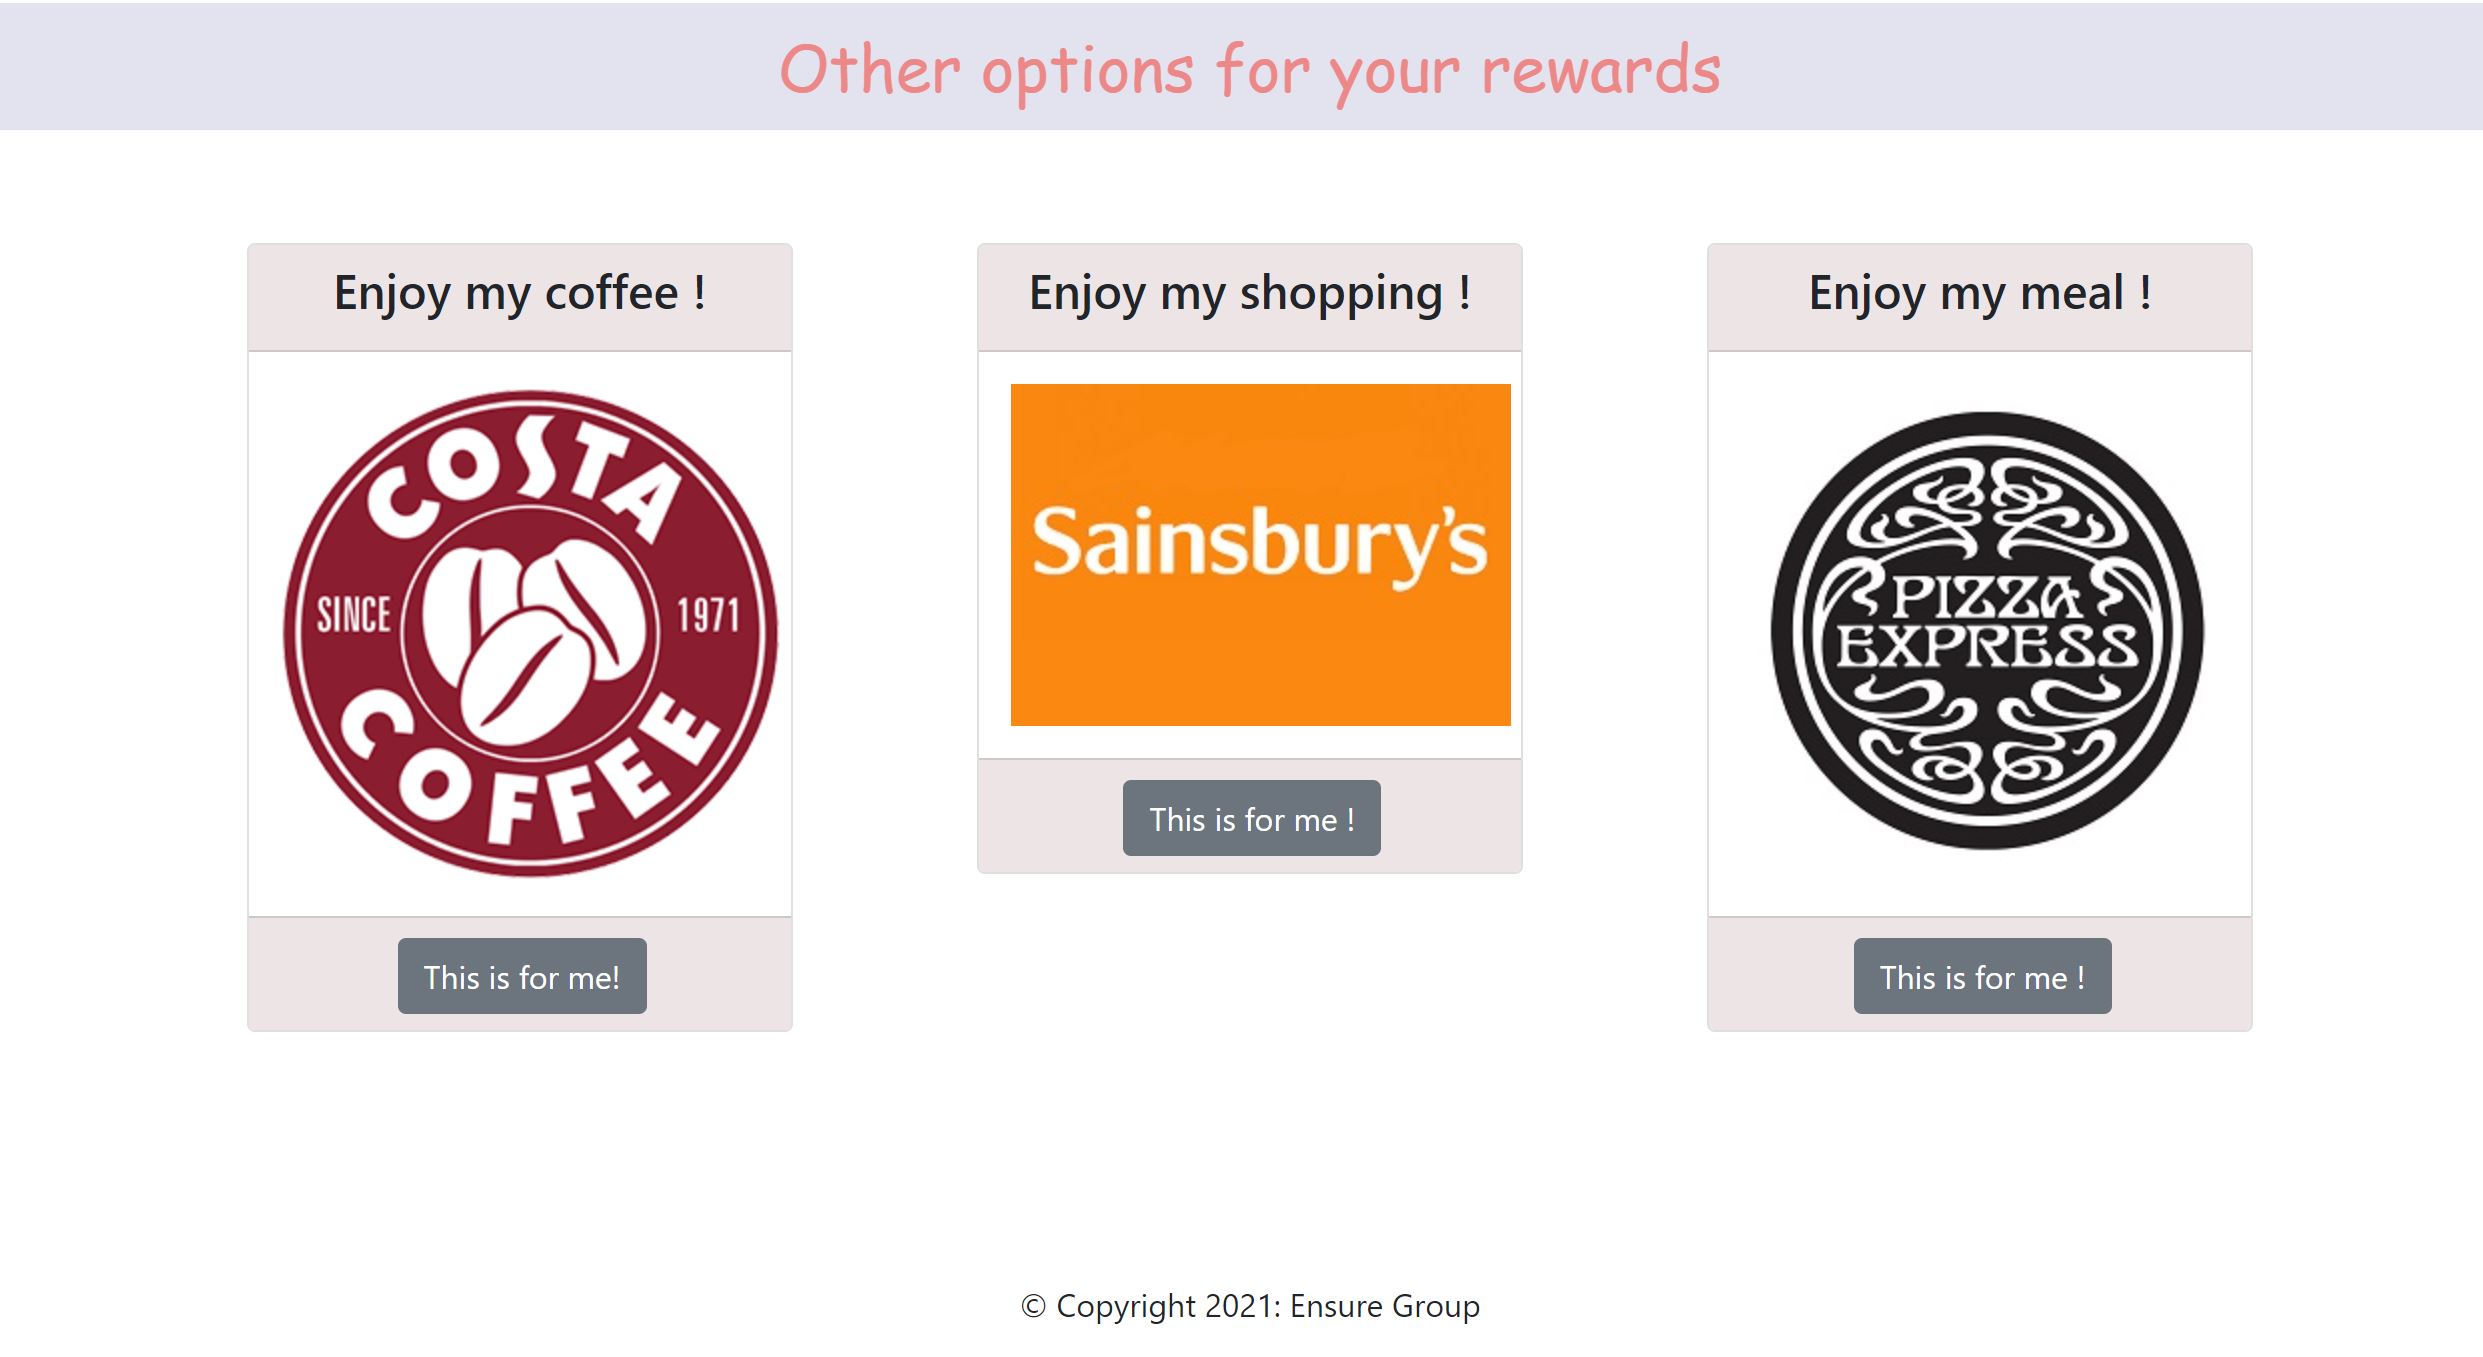 Other options for your rewards
Enjoy my coffee !
COSTA
SINCE 1971
COFFEE
This is for me!
Enjoy my shopping !
Sainsbury's
This is for me !
Enjoy my meal !
PIZZA
EXPRESS
This is for me !
© Copyright 2021: Ensure Group